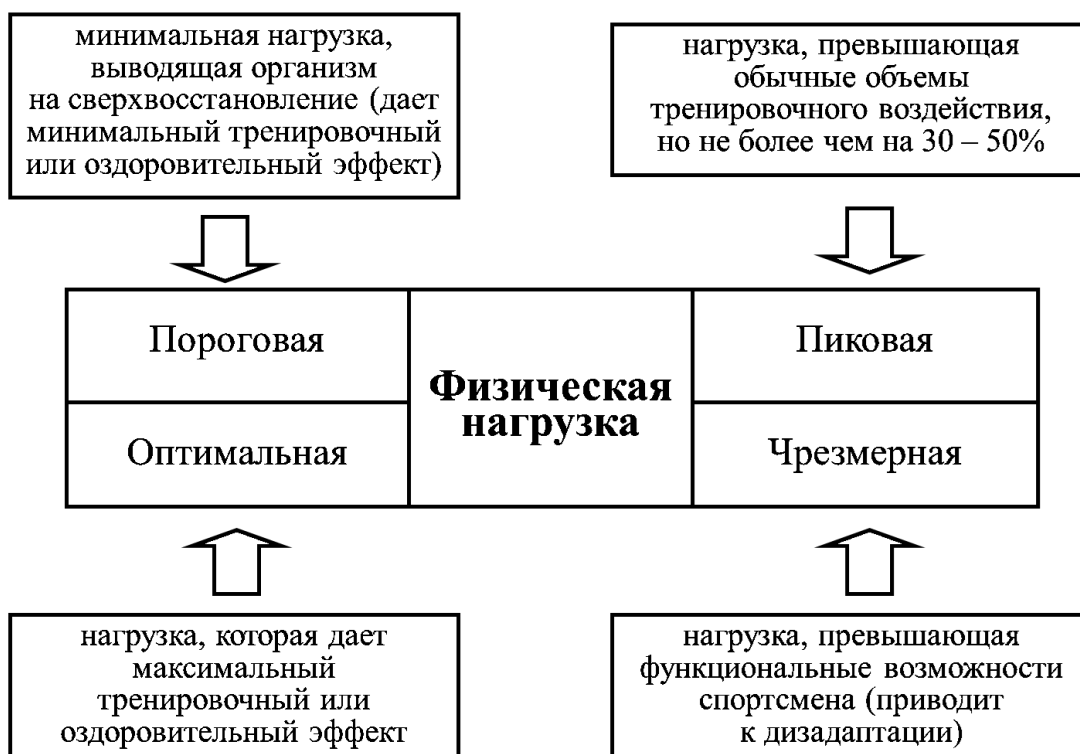 минимальная нагрузка,
выводящая организм
на сверхвосстановление (дает
минимальный тренировочный
или оздоровительный эффект)
нагрузка, превышающая
обычные объемы
тренировочного воздействия,
но не более чем на 30 – 50%
Пороговая
Физическая
нагрузка
Пиковая
Оптимальная
Чрезмерная
нагрузка, которая дает
максимальный
тренировочный или
оздоровительный эффект
нагрузка, превышающая
функциональные возможности
спортсмена (приводит
к дизадаптации)